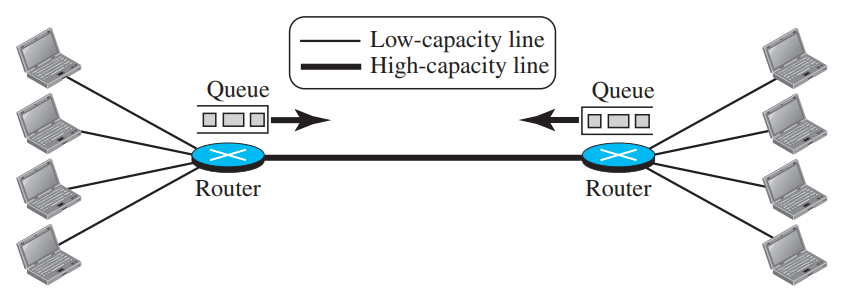 Low-capacity line
High-capacity line
Queue
Queue
Router
Router